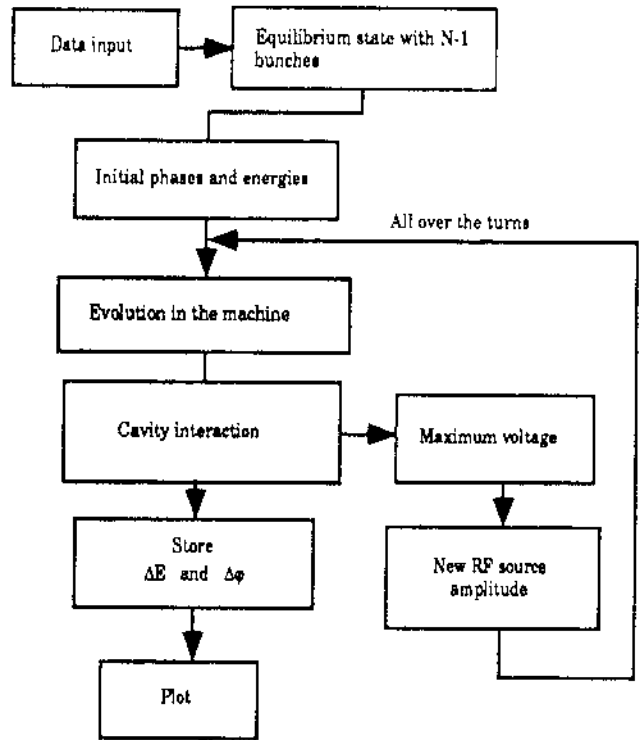 Data input
Equilibrium state with N-1
bunches
Initial phases and energies
All over the turns
Evolution in the machine
Cavity interaction
Maximum voltage
Store
ΔE and Δφ
New RF source
amplitude
Plot